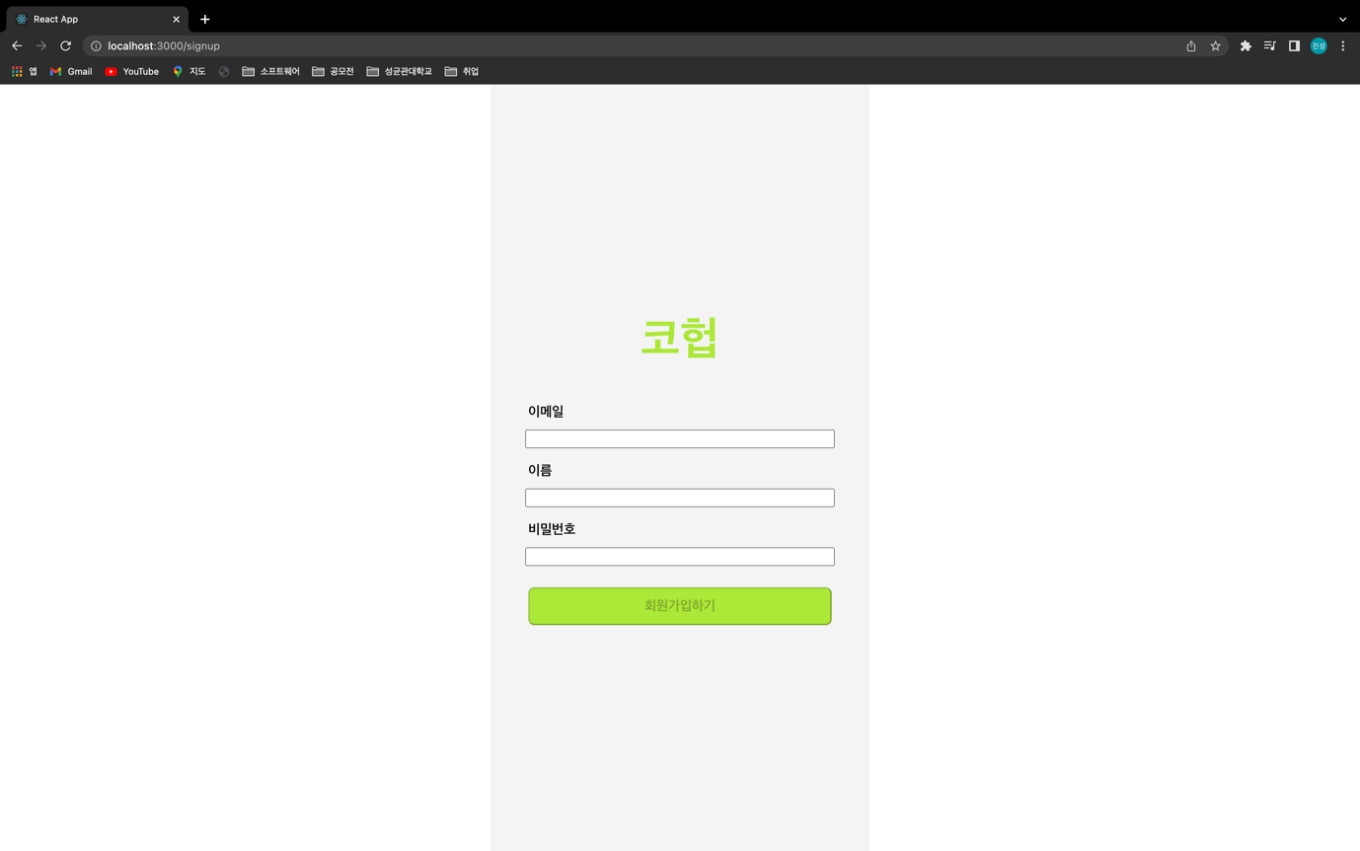 React App
localhost:3000/signup
진성
앱 Gmail YouTube 지도 소프트웨어 공모전 성균관대학교 취업
코헙
이메일
이름
비밀번호
회원가입하기